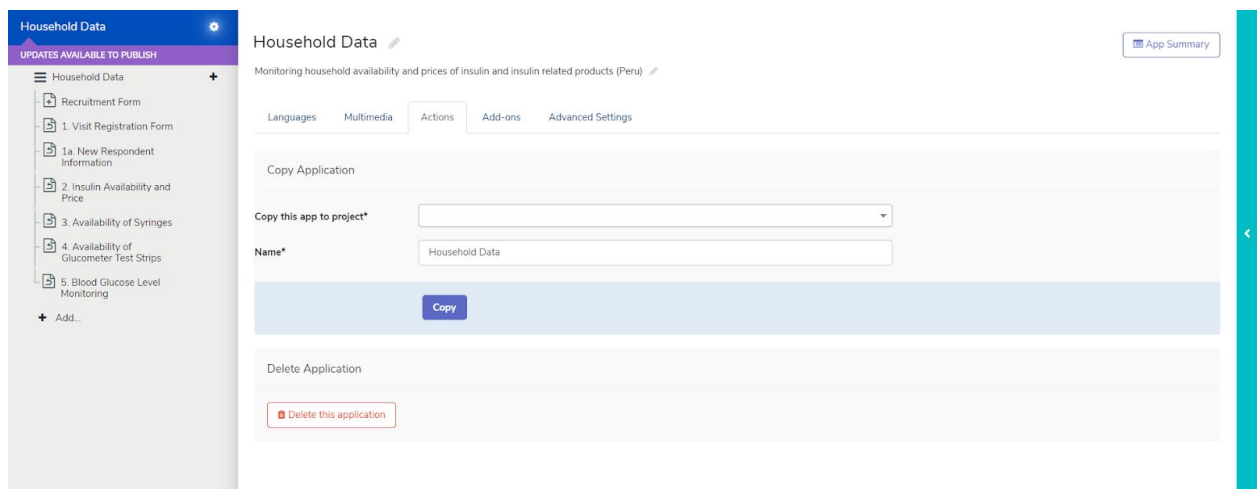 Household Data
UPDATES AVAILABLE TO PUBLISH
Household Data
Recruitment Form
1. Visit Registration Form
1a. New Respondent
Information
2. Insulin Availability and
Price
3. Availability of Syringes
4. Availability of
Glucometer Test Strips
5. Blood Glucose Level
Monitoring
Add...
Household Data
App Summary
Monitoring household availability and prices of insulin and insulin related products (Peru)
Languages Multimedia Actions Add-ons Advanced Settings
Copy Application
Copy this app to project*
Name* Household Data
Copy
Delete Application
Delete this application